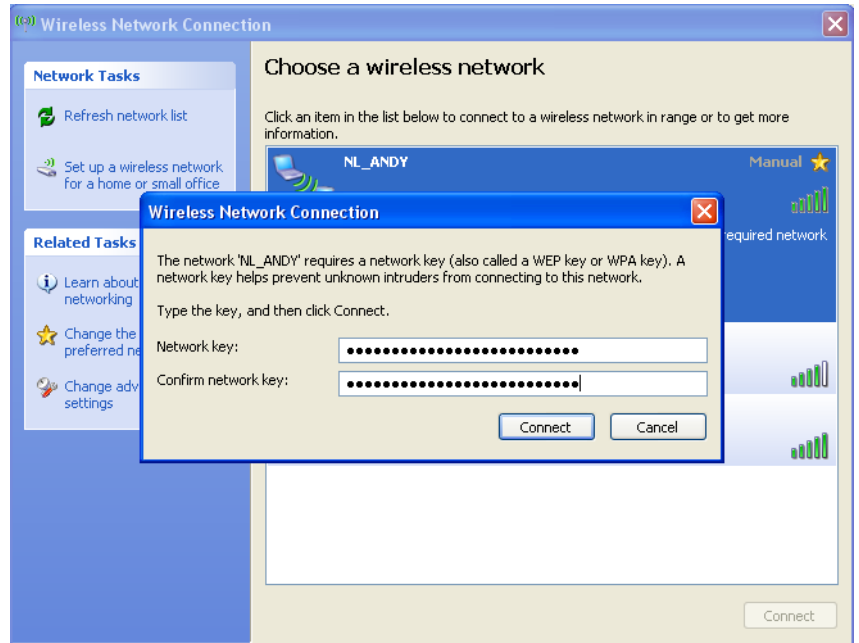 Wireless Network Connection
Network Tasks
Refresh network list
Set up a wireless network
for a home or small office
Related Tasks
Learn about
networking
Change the
preferred ne
Change adv
settings
Choose a wireless network
Click an item in the list below to connect to a wireless network in range or to get more
information.
NL_ANDY
Manual
required network
Wireless Network Connection
The network 'NL_ANDY' requires a network key (also called a WEP key or WPA key). A
network key helps prevent unknown intruders from connecting to this network.
Type the key, and then click Connect.
Network key:
Confirm network key:
Connect Cancel
Connect